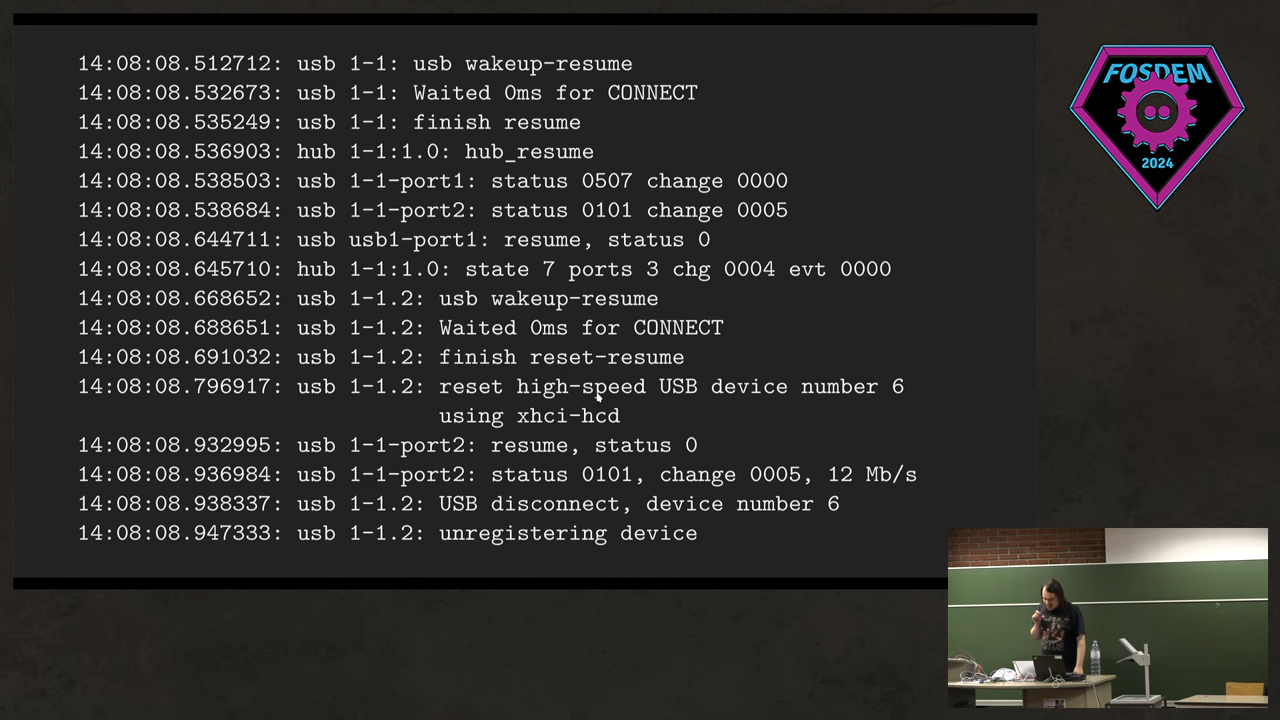 14:08:08.512712: usb 1-1: usb wakeup-resume
14:08:08.532673: usb 1-1: Waited 0ms for CONNECT
14:08:08.535249: usb 1-1: finish resume
14:08:08.536903: hub 1-1:1.0: hub_resume
14:08:08.538503: usb 1-1-port1: status 0507 change 0000
14:08:08.538684: usb 1-1-port2: status 0101 change 0005
14:08:08.644711: usb usb1-port1: resume, status 0
14:08:08.645710: hub 1-1:1.0: state 7 ports 3 chg 0004 evt 0000
14:08:08.668652: usb 1-1.2: usb wakeup-resume
14:08:08.688651: usb 1-1.2: Waited 0ms for CONNECT
14:08:08.691032: usb 1-1.2: finish reset-resume
14:08:08.796917: usb 1-1.2: reset high-speed USB device number 6
using xhci-hcd
14:08:08.932995: usb 1-1-port2: resume, status 0
14:08:08.936984: usb 1-1-port2: status 0101, change 0005, 12 Mb/s
14:08:08.938337: usb 1-1.2: USB disconnect, device number 6
14:08:08.947333: usb 1-1.2: unregistering device
FOSDEM
2024